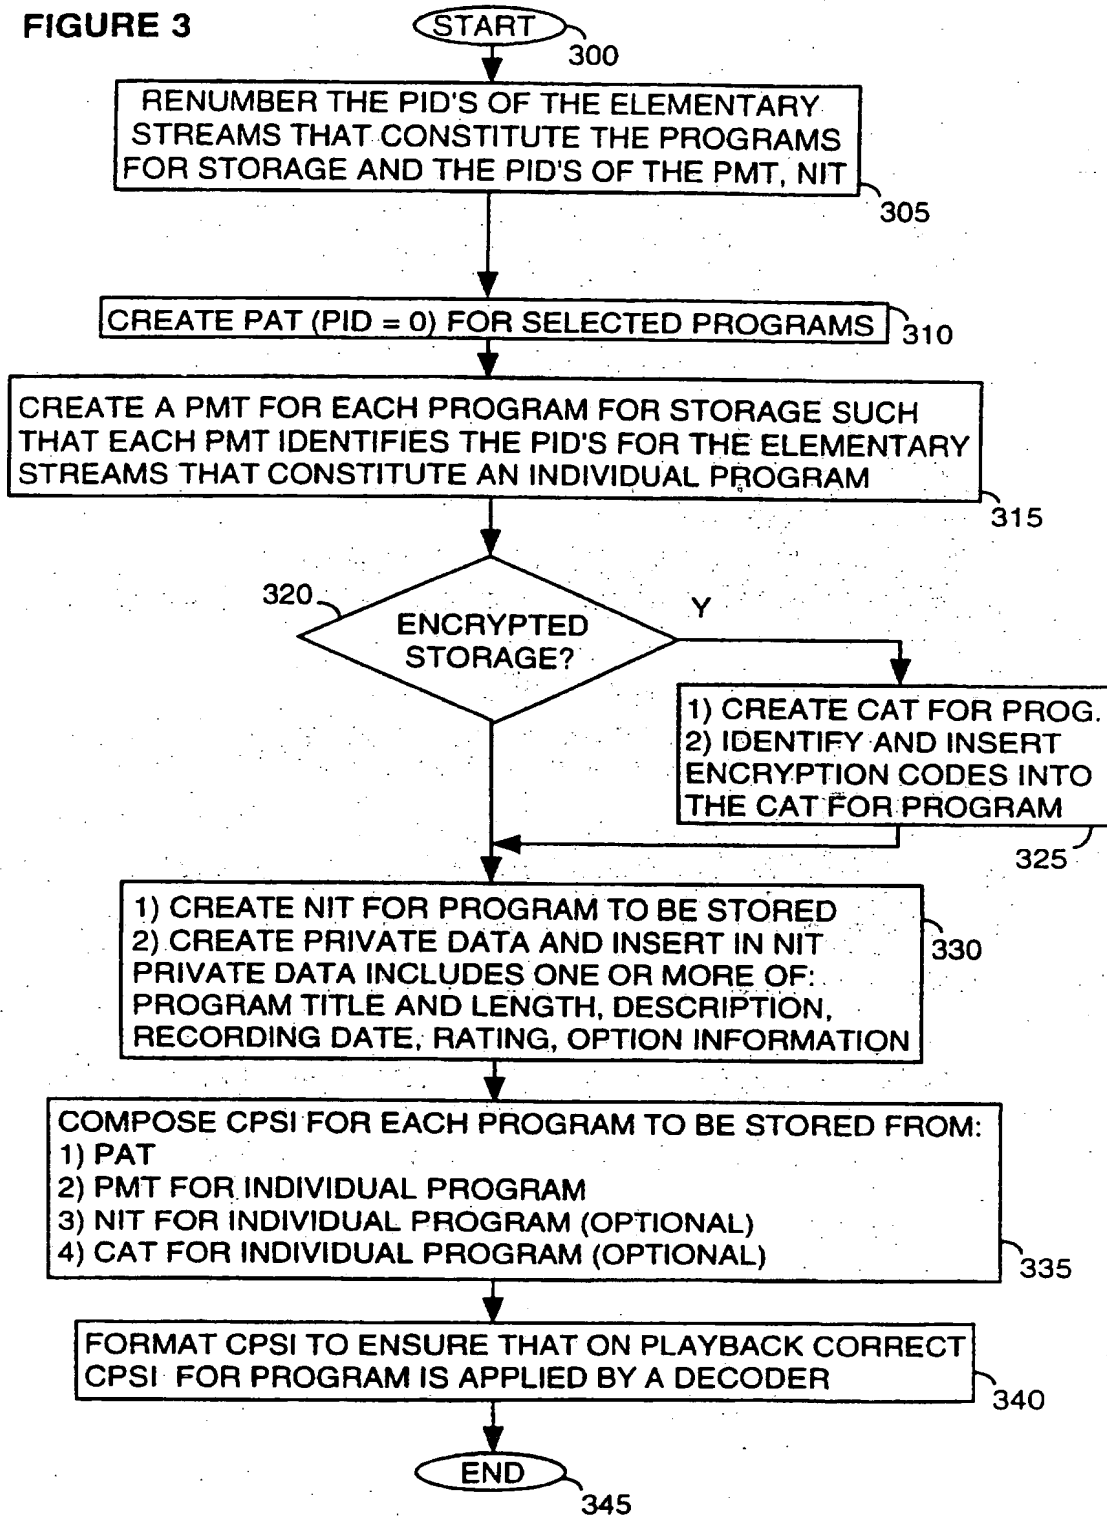 FIGURE 3
START
300
RENUMBER THE PID'S OF THE ELEMENTARY
STREAMS THAT CONSTITUTE THE PROGRAMS
FOR STORAGE AND THE PID'S OF THE PMT, NIT
305
CREATE PAT (PID = 0) FOR SELECTED PROGRAMS
310
CREATE A PMT FOR EACH PROGRAM FOR STORAGE SUCH
THAT EACH PMT IDENTIFIES THE PID'S FOR THE ELEMENTARY
STREAMS THAT CONSTITUTE AN INDIVIDUAL PROGRAM
315
320
ENCRYPTED
STORAGE?
Y
1) CREATE CAT FOR PROG.
2) IDENTIFY AND INSERT
ENCRYPTION CODES INTO
THE CAT FOR PROGRAM
325
1) CREATE NIT FOR PROGRAM TO BE STORED
2) CREATE PRIVATE DATA AND INSERT IN NIT
PRIVATE DATA INCLUDES ONE OR MORE OF:
PROGRAM TITLE AND LENGTH, DESCRIPTION,
RECORDING DATE, RATING, OPTION INFORMATION
330
COMPOSE CPSI FOR EACH PROGRAM TO BE STORED FROM:
1) PAT
2) PMT FOR INDIVIDUAL PROGRAM
3) NIT FOR INDIVIDUAL PROGRAM (OPTIONAL)
4) CAT FOR INDIVIDUAL PROGRAM (OPTIONAL)
335
FORMAT CPSI TO ENSURE THAT ON PLAYBACK CORRECT
CPSI FOR PROGRAM IS APPLIED BY A DECODER
340
END
345